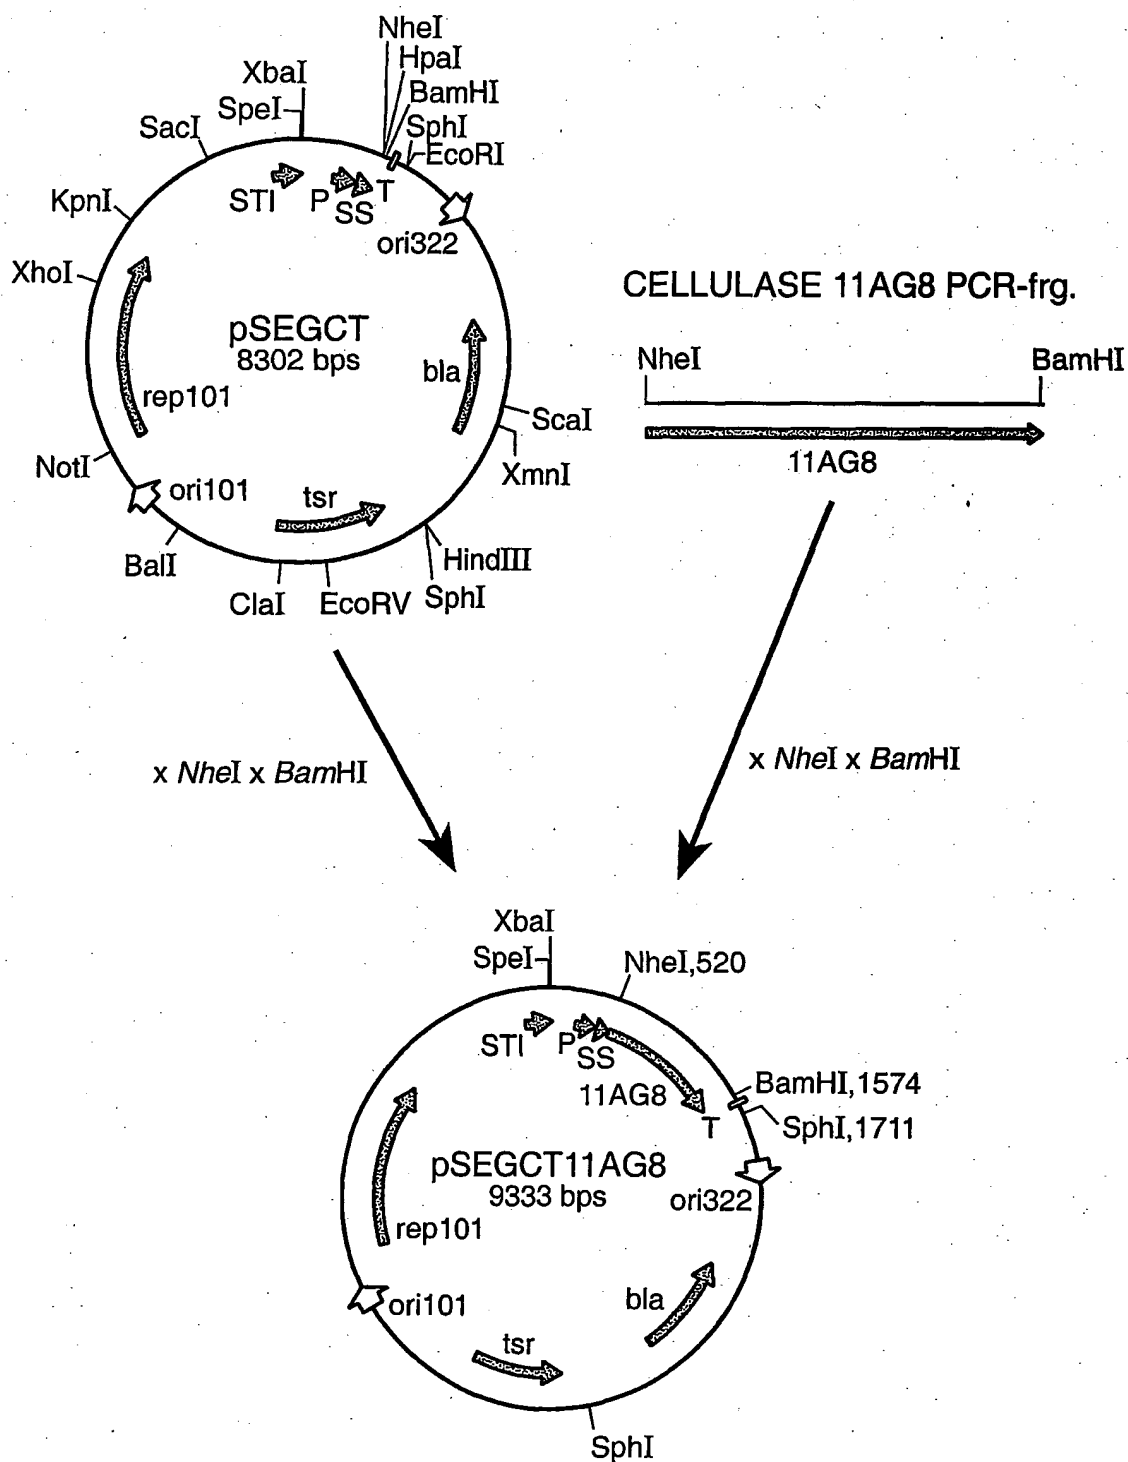 NheI
HpaI
XbaI
BamHI
SpeI
SphI
SacI
EcoRI
STI
P
SS
T
KpnI
ori322
XhoI
CELLULASE 11AG8 PCR-frg.
pSEGCT
8302 bps
NheI
BamHI
bla
rep101
ScaI
11AG8
NotI
XmnI
ori101
tsr
BalI
HindIII
ClaI
EcoRV
SphI
x NheI x BamHI
x NheI x BamHI
XbaI
SpeI
NheI,520
STI
P
SS
BamHI,1574
11AG8
T
SphI,1711
pSEGCT11AG8
9333 bps
ori322
rep101
ori101
bla
tsr
SphI